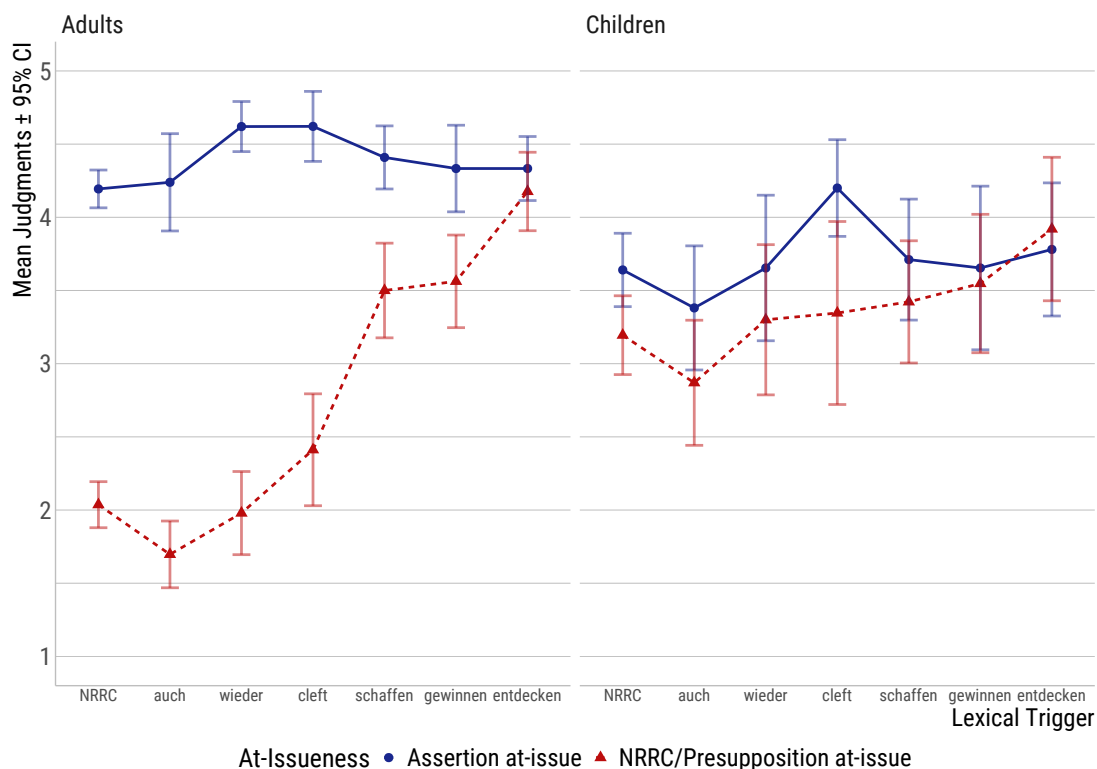 Adults
Children
Mean Judgments ± 95% CI
5
4
3
2
1
NRRC auch wieder cleft schaffen gewinnen entdecken
NRRC auch wieder cleft schaffen gewinnen entdecken
Lexical Trigger
At-Issueness Assertion at-issue NRRC/Presupposition at-issue